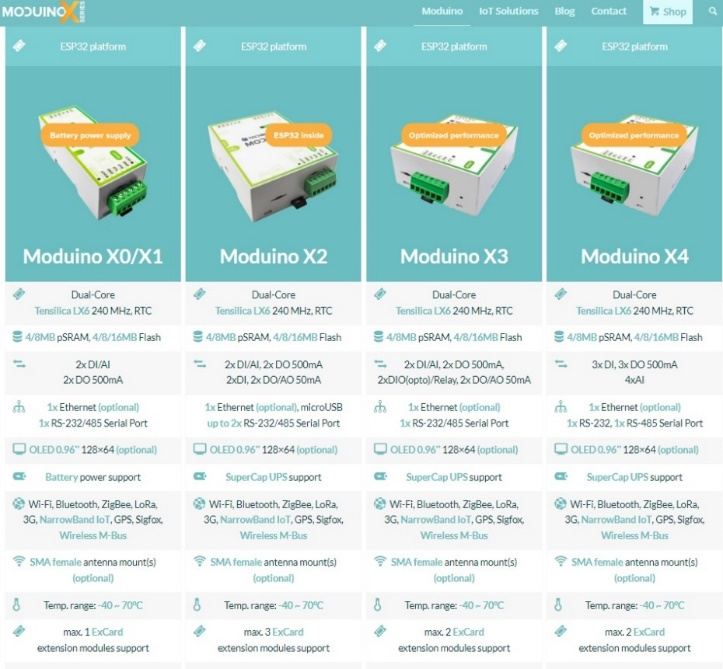 MODUINO X SERIES
Moduino IoT Solutions Blog Contact Shop
ESP32 platform
Battery power supply
Moduino X0/X1
Dual-Core
Tensilica LX6 240 MHz, RTC
4/8MB pSRAM, 4/8/16MB Flash
2x DI/AI
2x DO 500mA
1x Ethernet (optional)
1x RS-232/485 Serial Port
OLED 0.96" 128×64 (optional)
Battery power support
Wi-Fi, Bluetooth, ZigBee, LoRa,
3G, NarrowBand IoT, GPS, Sigfox,
Wireless M-Bus
SMA female antenna mount(s)
(optional)
Temp. range: -40 ~ 70°C
max. 1 ExCard
extension modules support
ESP32 platform
ESP32 inside
Moduino X2
Dual-Core
Tensilica LX6 240 MHz, RTC
4/8MB pSRAM, 4/8/16MB Flash
2x DI/AI, 2x DO 500mA
2xDI, 2x DO/AO 50mA
1x Ethernet (optional), microUSB
up to 2x RS-232/485 Serial Port
OLED 0.96" 128×64 (optional)
SuperCap UPS support
Wi-Fi, Bluetooth, ZigBee, LoRa,
3G, NarrowBand IoT, GPS, Sigfox,
Wireless M-Bus
SMA female antenna mount(s)
(optional)
Temp. range: -40 ~ 70°C
max. 3 ExCard
extension modules support
ESP32 platform
Optimized performance
Moduino X3
Dual-Core
Tensilica LX6 240 MHz, RTC
4/8MB pSRAM, 4/8/16MB Flash
2x DI/AI, 2x DO 500mA,
2xDIO(opto)/Relay, 2x DO/AO 50mA
1x Ethernet (optional)
1x RS-232/485 Serial Port
OLED 0.96" 128×64 (optional)
SuperCap UPS support
Wi-Fi, Bluetooth, ZigBee, LoRa,
3G, NarrowBand IoT, GPS, Sigfox,
Wireless M-Bus
SMA female antenna mount(s)
(optional)
Temp. range: -40 ~ 70°C
max. 2 ExCard
extension modules support
ESP32 platform
Optimized performance
Moduino X4
Dual-Core
Tensilica LX6 240 MHz, RTC
4/8MB pSRAM, 4/8/16MB Flash
3x DI, 3x DO 500mA
4xAI
1x Ethernet (optional)
1x RS-232, 1x RS-485 Serial Port
OLED 0.96" 128×64 (optional)
SuperCap UPS support
Wi-Fi, Bluetooth, ZigBee, LoRa,
3G, NarrowBand IoT, GPS, Sigfox,
Wireless M-Bus
SMA female antenna mount(s)
(optional)
Temp. range: -40 ~ 70°C
max. 2 ExCard
extension modules support